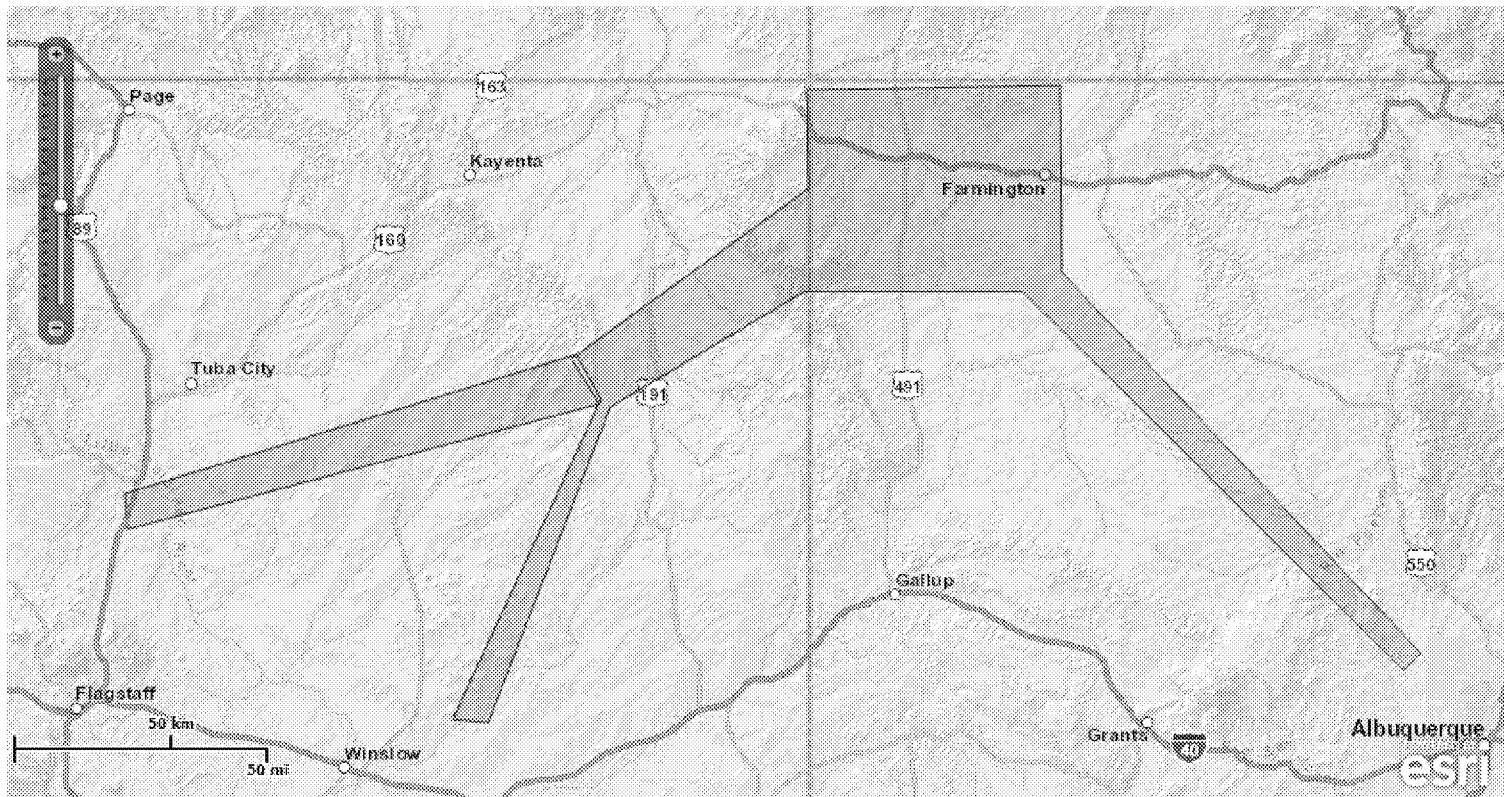 163
Page
Kayenta
Farmington
89
160
Tuba City
191
491
550
Gallup
Flagstaff
50 km
50 mi
Winslow
Grants
40
Albuquerque
esri